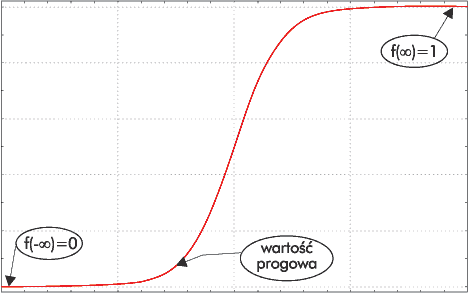 f(∞)=1
f(-∞)=0
wartość
progowa